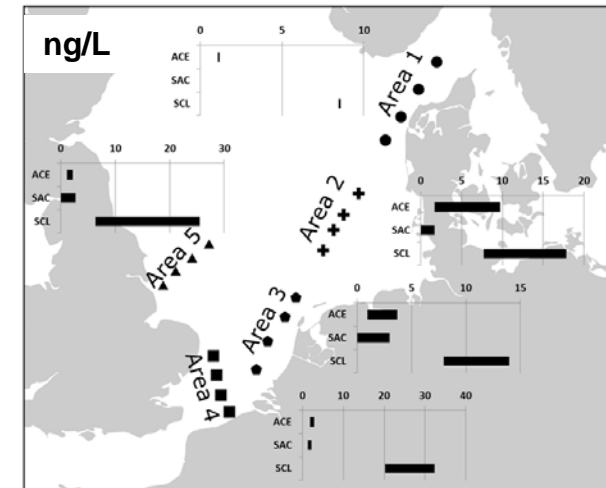 ng/L
0 5 10
ACE
SAC
SCL
Area 1
0 10 20 30
ACE
SAC
SCL
Area 2
0 5 10 15 20
ACE
SAC
SCL
Area 5
Area 3
0 5 10 15
ACE
SAC
SCL
Area 4
0 10 20 30 40
ACE
SAC
SCL